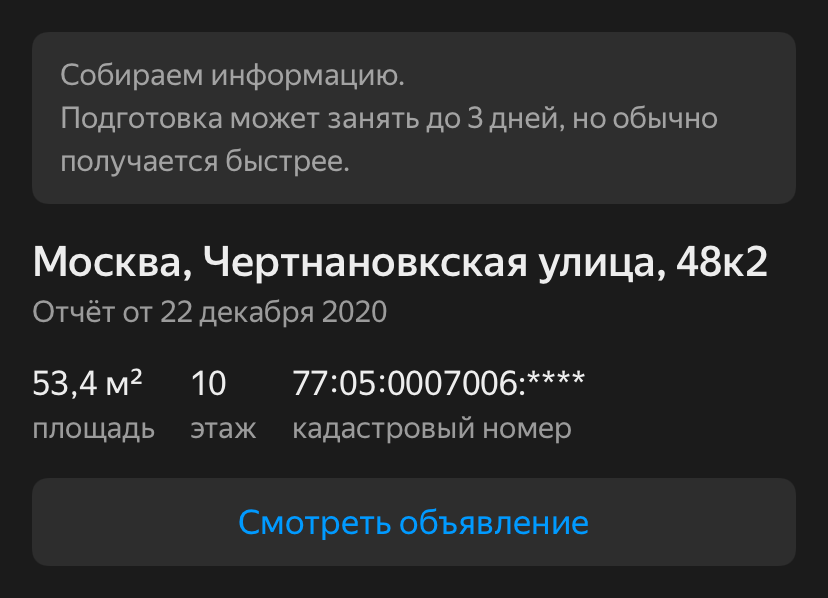 Собираем информацию.
Подготовка может занять до 3 дней, но обычно
получается быстрее.
Москва, Чертнановкская улица, 48к2
Отчёт от 22 декабря 2020
53,4 м² 10 77:05:0007006:****
площадь этаж кадастровый номер
Смотреть объявление